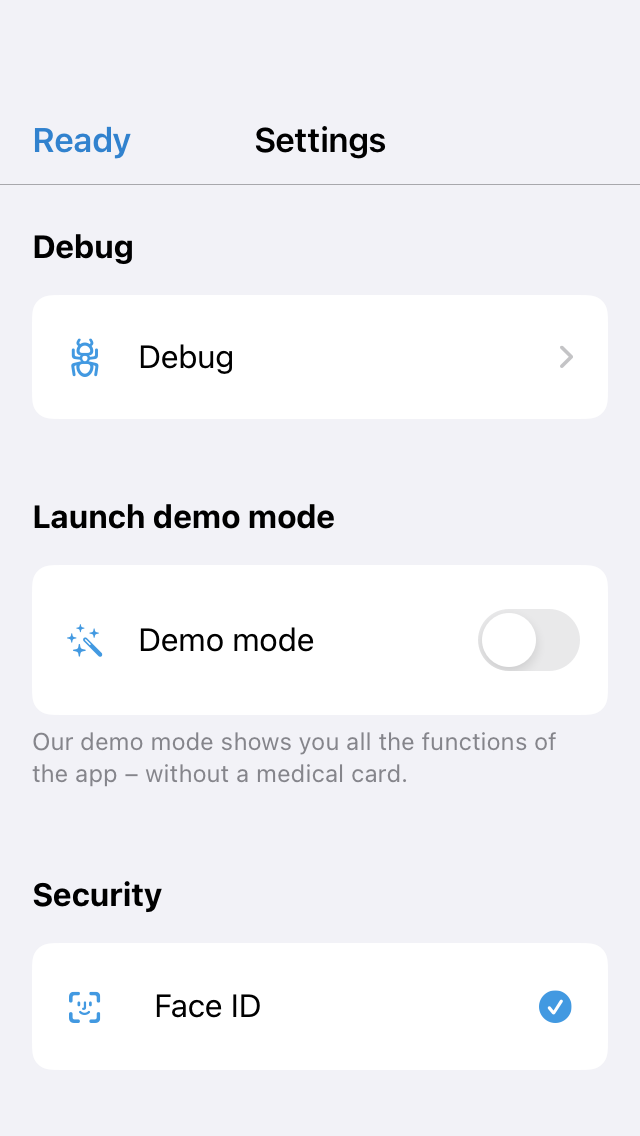 Ready
Settings
Debug
Debug
Launch demo mode
Demo mode
Our demo mode shows you all the functions of
the app – without a medical card.
Security
Face ID